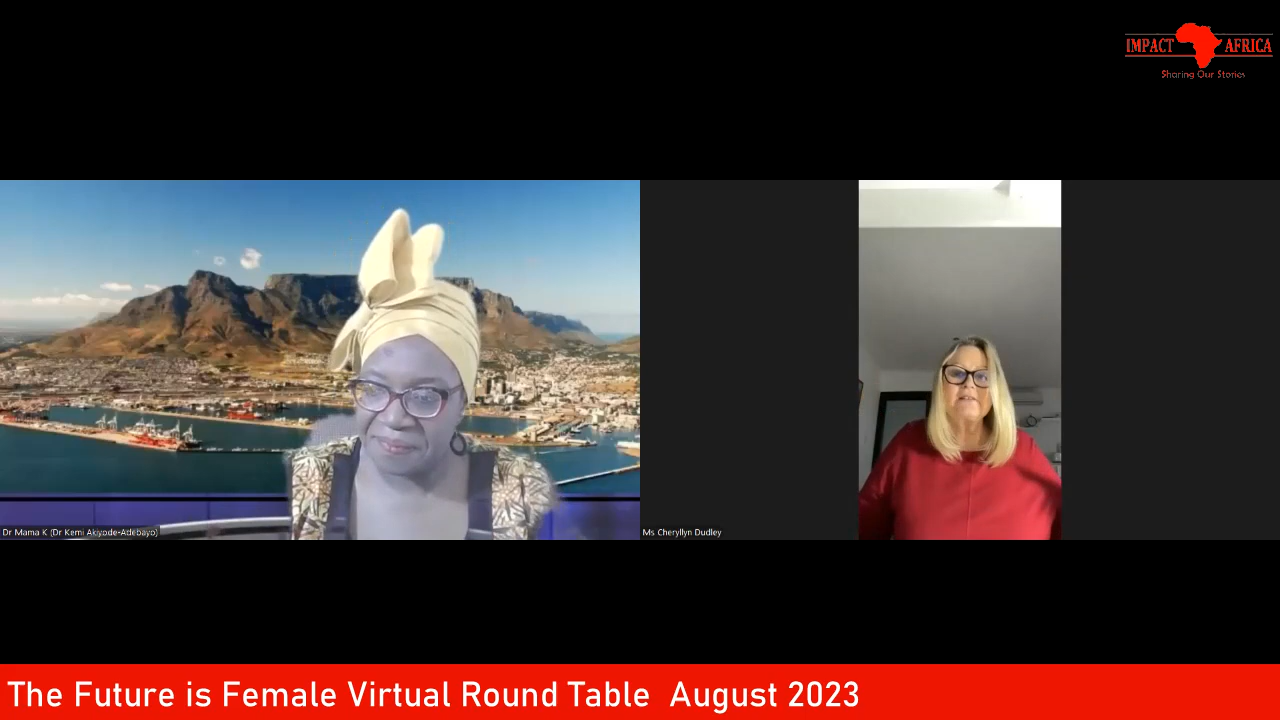 IMPACT AFRICA
Sharing Our Stories
Dr Mama K (Dr Kemi Akiyode-Adebayo)
Ms Cheryllyn Dudley
The Future is Female Virtual Round Table August 2023